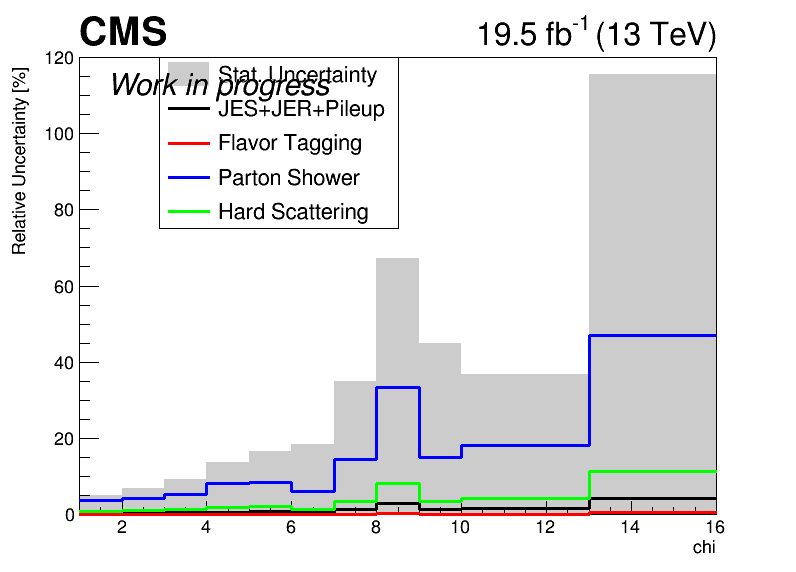 CMS
19.5 fb-1 (13 TeV)
Work in progress
Stat. Uncertainty
JES+JER+Pileup
Flavor Tagging
Parton Shower
Hard Scattering
Relative Uncertainty [%]
120
100
80
60
40
20
0
2 4 6 8 10 12 14 16
chi